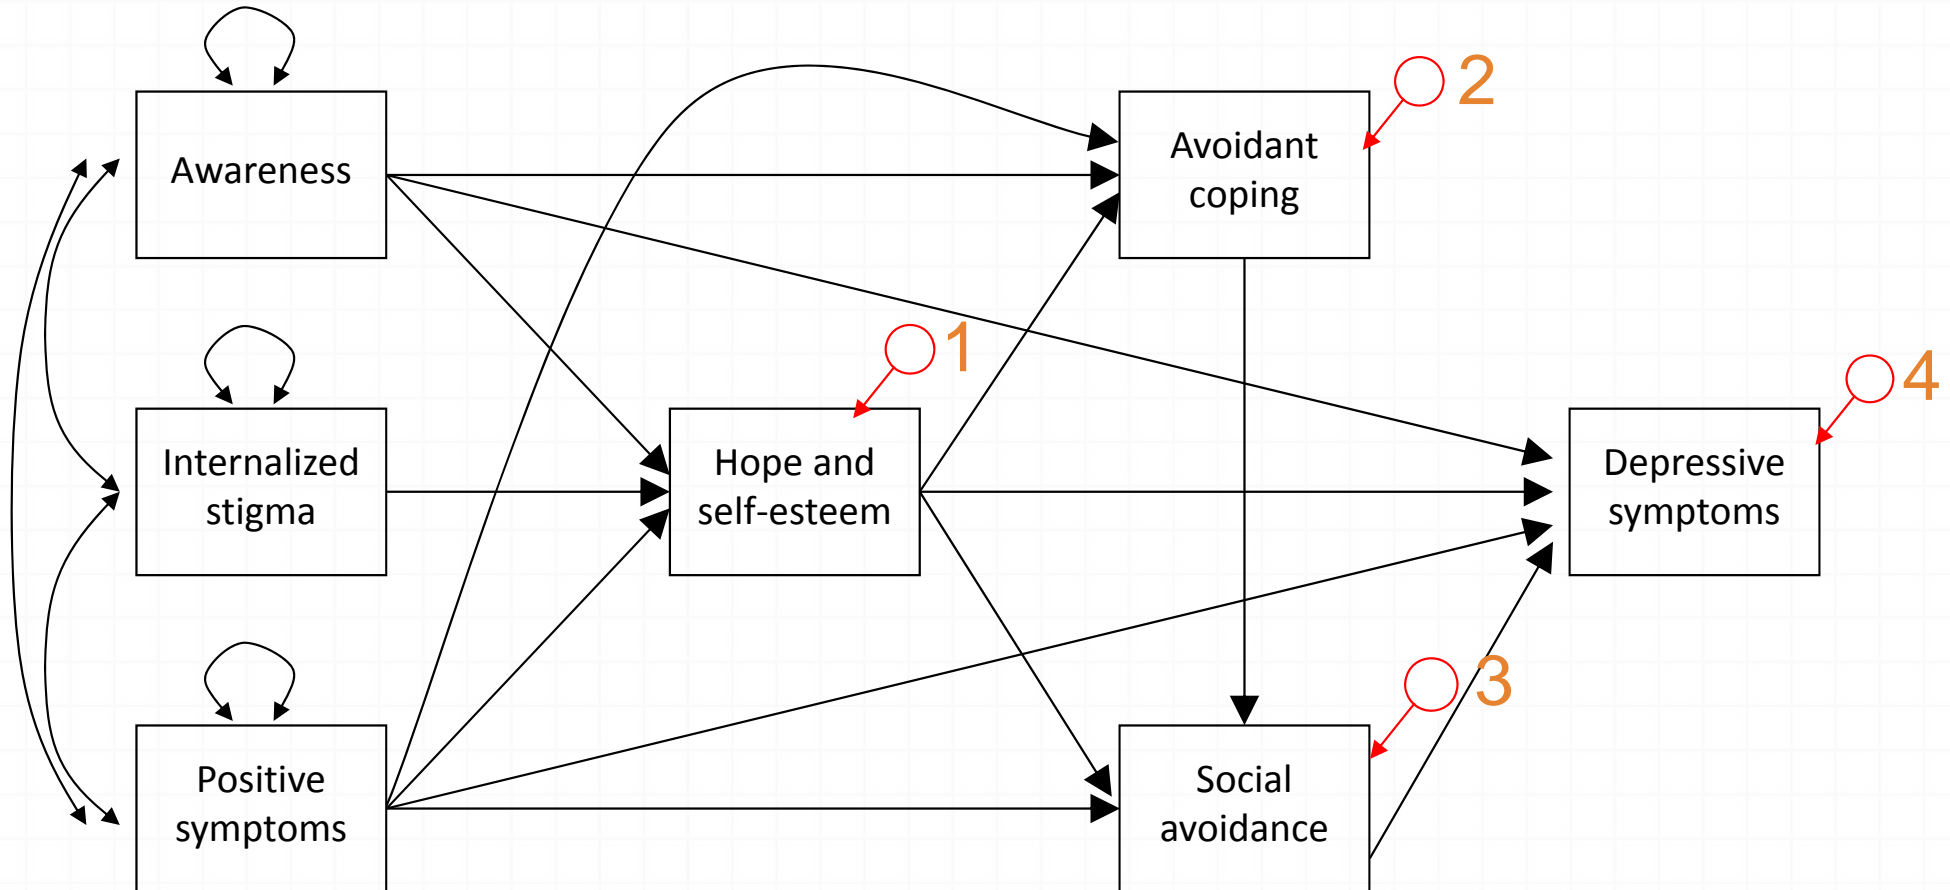 Awareness
Avoidant
coping
2
1
Internalized
stigma
Hope and
self-esteem
Depressive
symptoms
4
3
Positive
symptoms
Social
avoidance